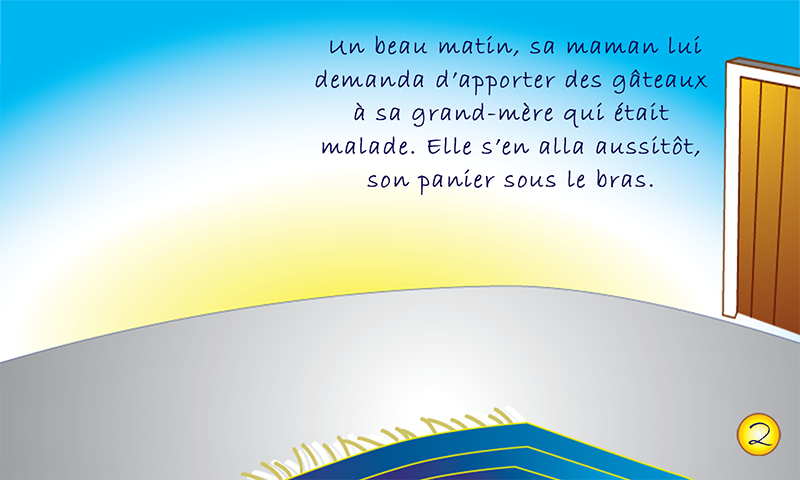 Un beau matin, sa maman lui
demanda d'apporter des gâteaux
à sa grand-mère qui était
malade. Elle s'en alla aussitôt,
son panier sous le bras.
2